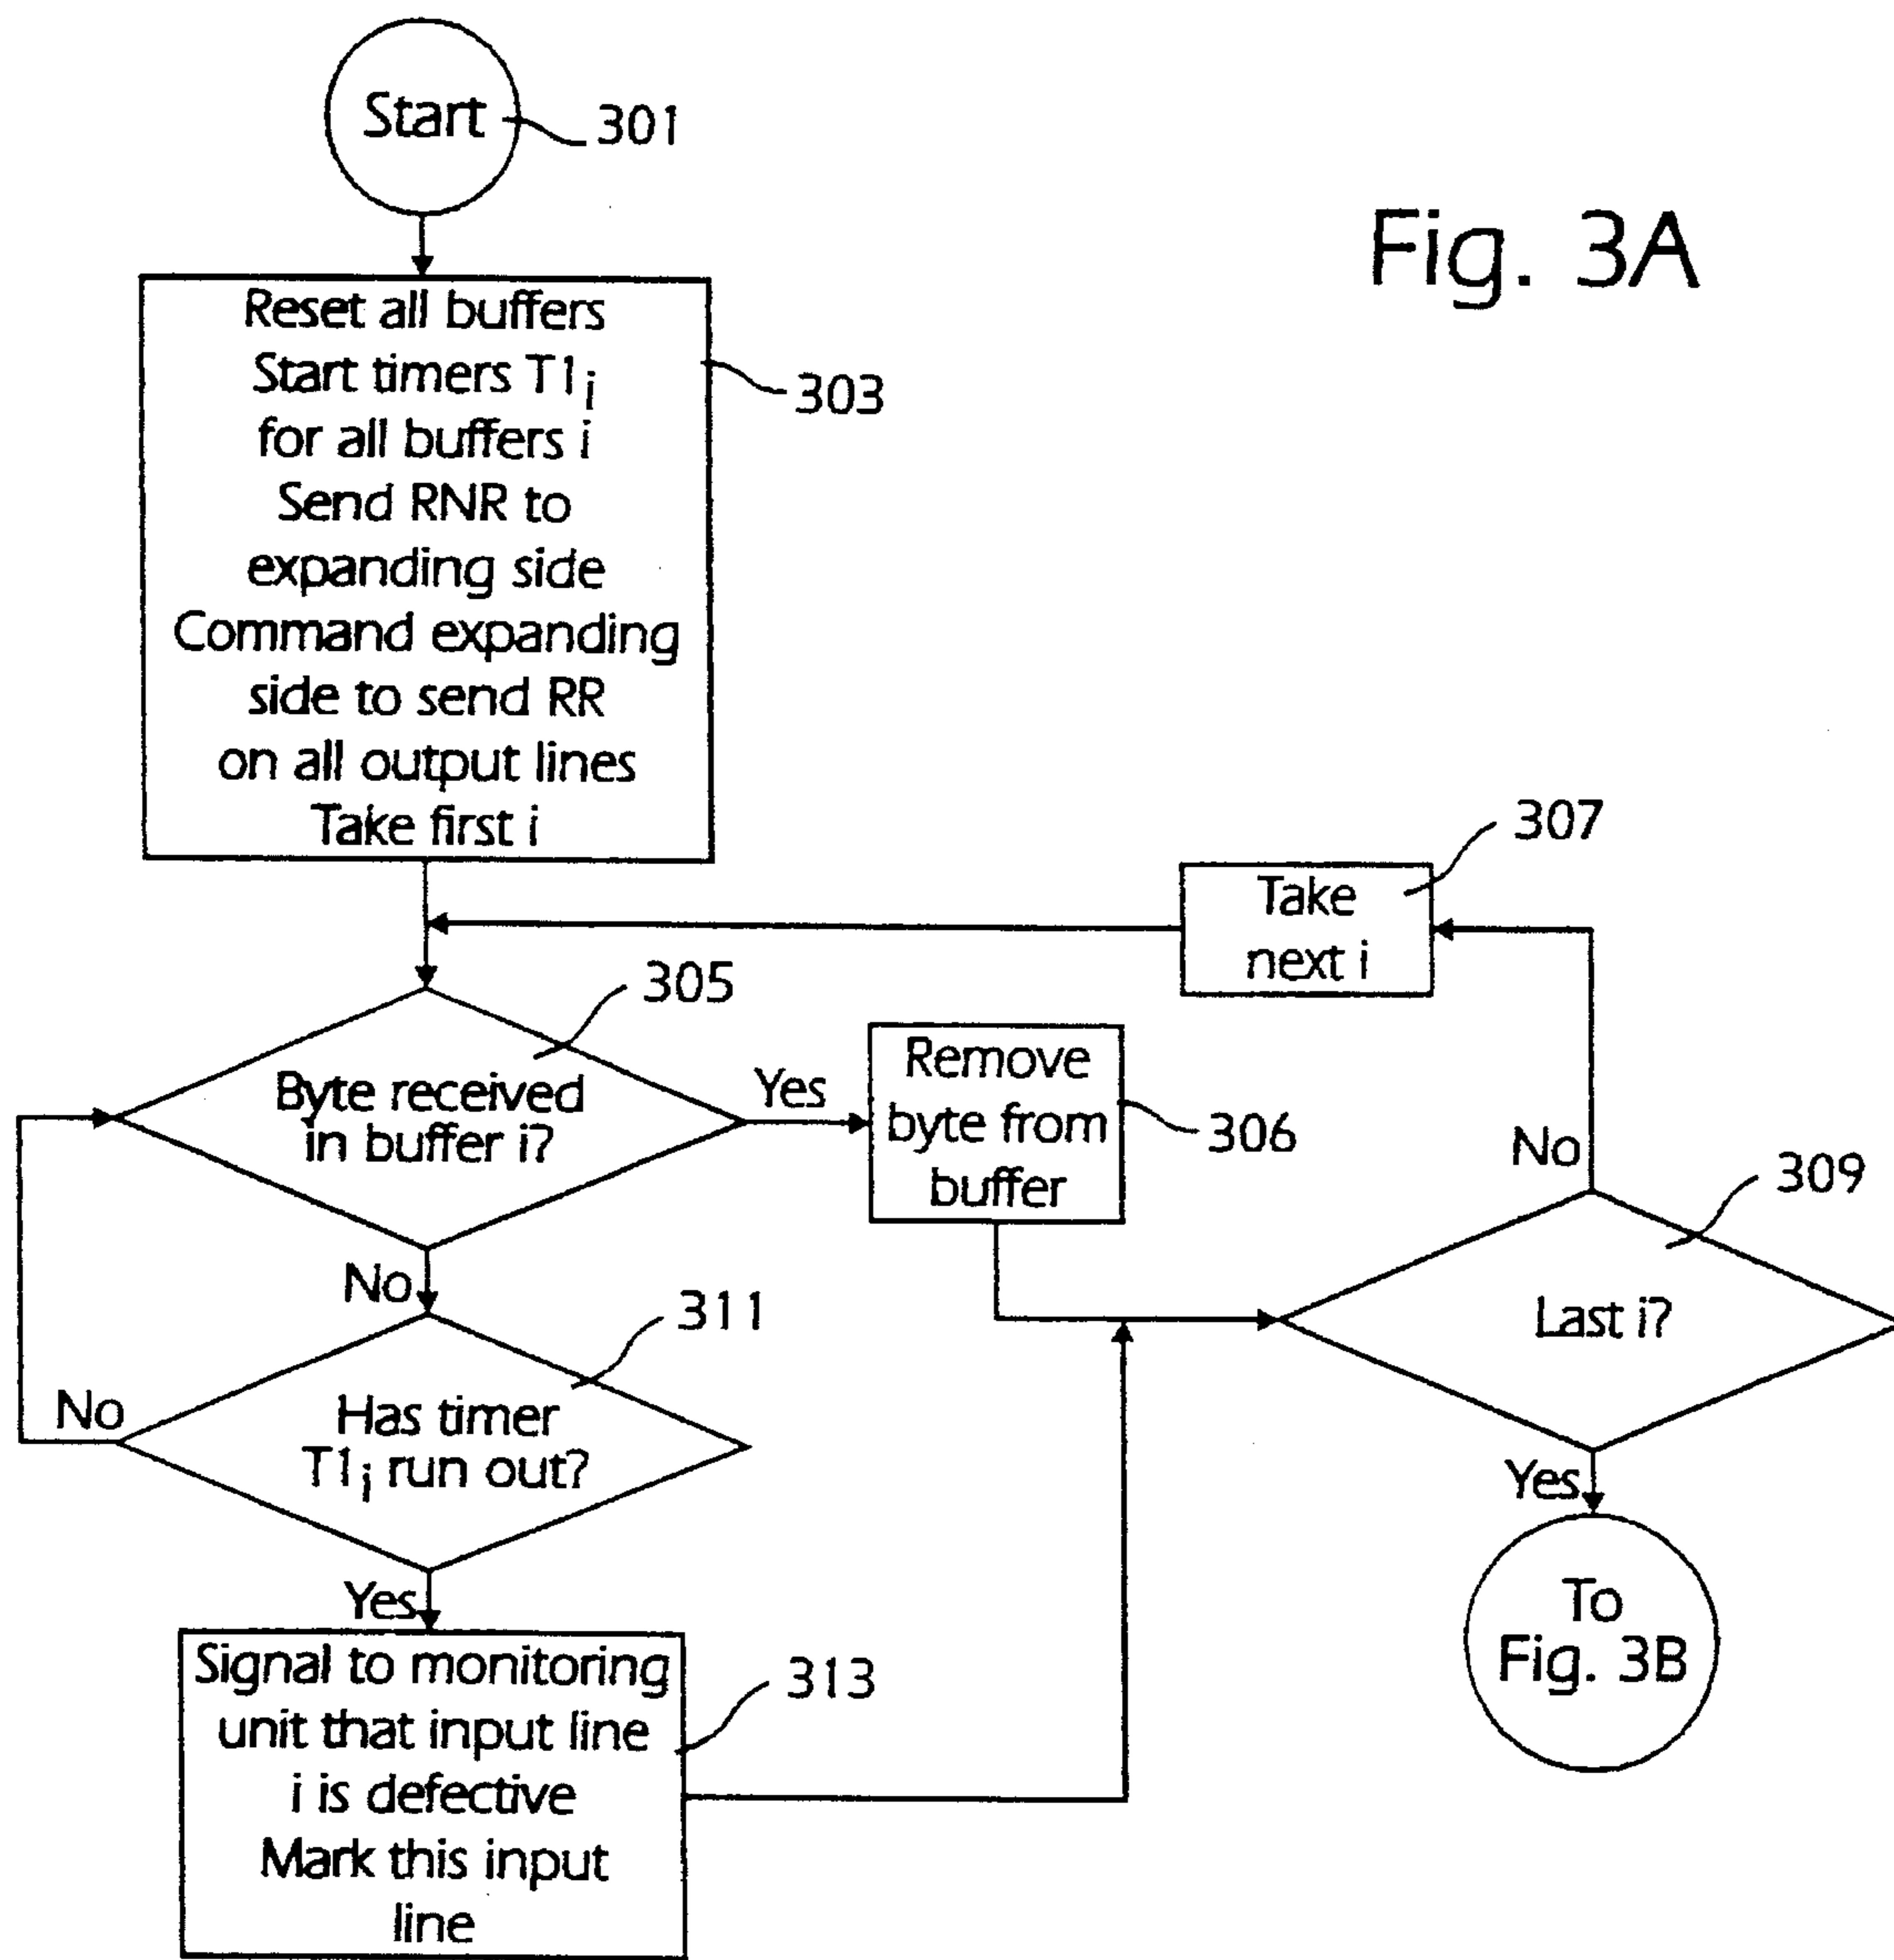 Start
301
Fig. 3A
Reset all buffers
Start timers T1i
for all buffers i
Send RNR to
expanding side
Command expanding
side to send RR
on all output lines
Take first i
303
307
Take
next i
305
Byte received
in buffer i?
Yes
Remove
byte from
buffer
306
No
309
Last i?
No
311
Has timer
T1i run out?
No
Yes
Yes
To
Fig. 3B
Signal to monitoring
unit that input line
i is defective
Mark this input
line
313